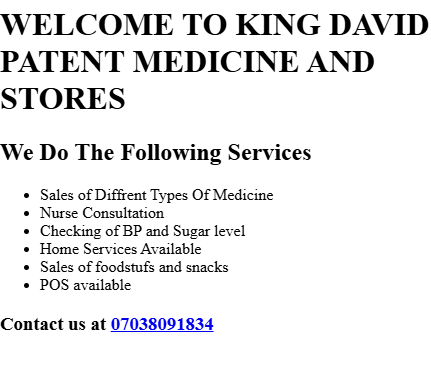 WELCOME TO KING DAVID
PATENT MEDICINE AND
STORES
We Do The Following Services
• Sales of Diffrent Types Of Medicine
• Nurse Consultation
• Checking of BP and Sugar level
• Home Services Available
• Sales of foodstufs and snacks
• POS available
Contact us at 07038091834